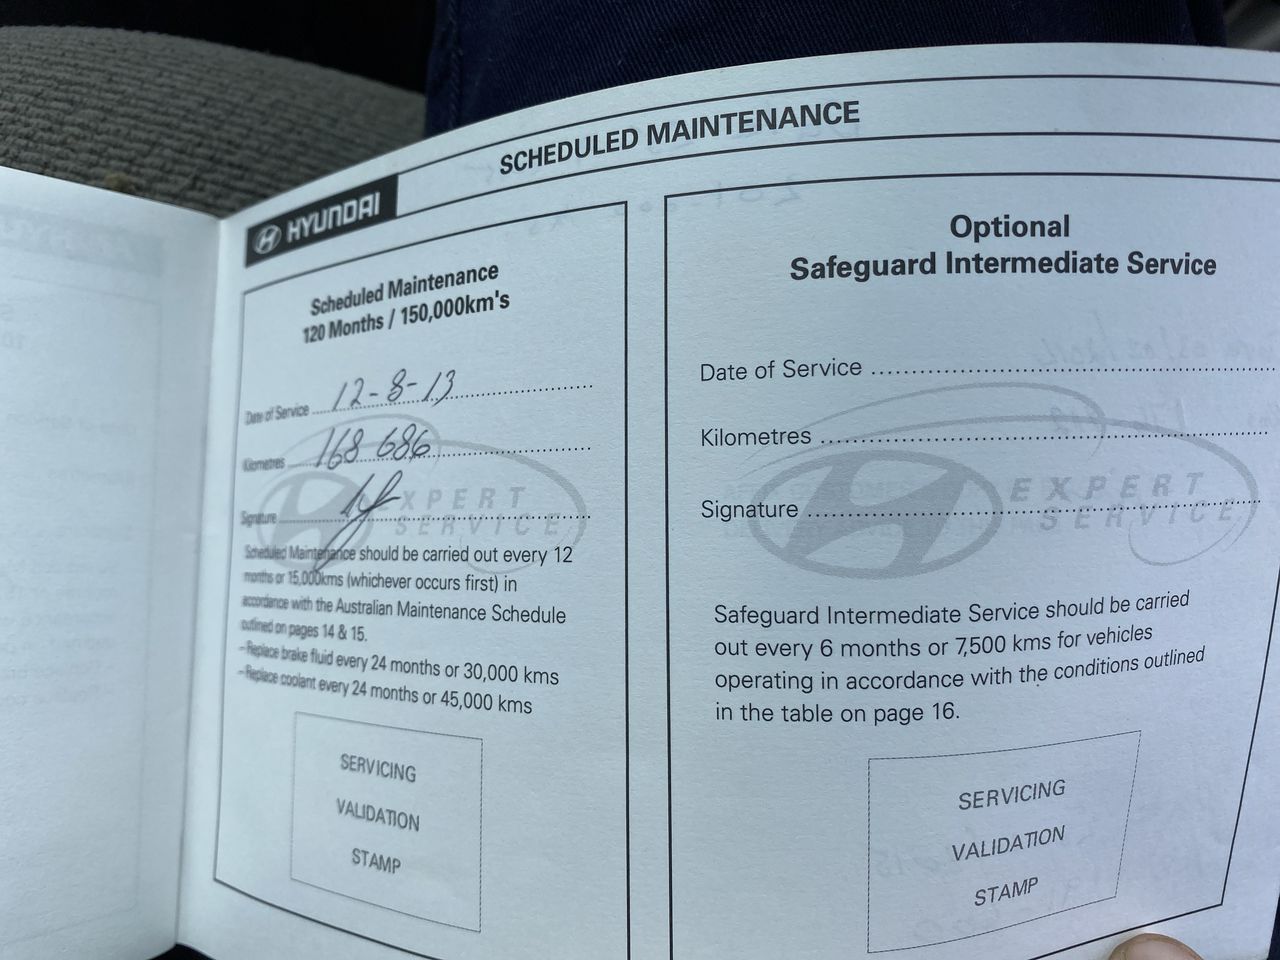 SCHEDULED MAINTENANCE
HYUNDAI
Scheduled Maintenance
120 Months / 150,000km's
Date of Service 12-8-13
Kilometres 168 686
Signature
EXPERT
SERVICE
Scheduled Maintenance should be carried out every 12
months or 15,000kms (whichever occurs first) in
accordance with the Australian Maintenance Schedule
outlined on pages 14 & 15.
- Replace brake fluid every 24 months or 30,000 kms
- Replace coolant every 24 months or 45,000 kms
SERVICING
VALIDATION
STAMP
Optional
Safeguard Intermediate Service
Date of Service
Kilometres
Signature
EXPERT
SERVICE
Safeguard Intermediate Service should be carried
out every 6 months or 7,500 kms for vehicles
operating in accordance with the conditions outlined
in the table on page 16.
SERVICING
VALIDATION
STAMP